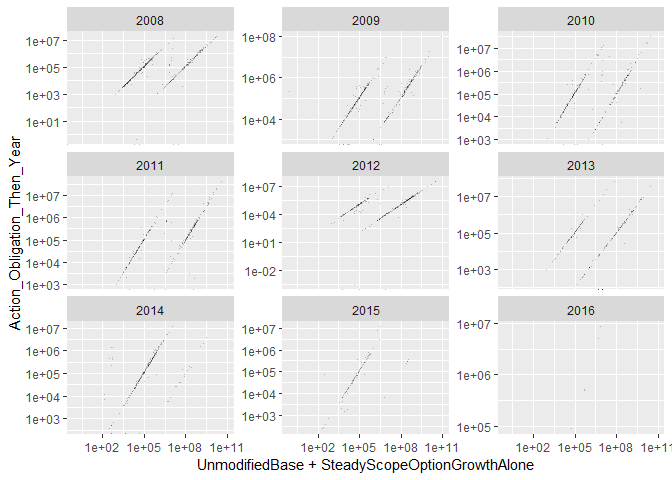 2008 2009 2010
1e+07 1e+05 1e+03 1e+01
1e+08 1e+06 1e+04
1e+07 1e+06 1e+05 1e+04 1e+03
2011 2012 2013
1e+07 1e+06 1e+05 1e+04 1e+03
1e+07 1e+04 1e+01 1e-02
1e+07 1e+05 1e+03
2014 2015 2016
1e+07 1e+06 1e+05 1e+04 1e+03
1e+07 1e+06 1e+05 1e+04 1e+03
1e+07 1e+06 1e+05
1e+02 1e+05 1e+08 1e+11 1e+02 1e+05 1e+08 1e+11 1e+02 1e+05 1e+08 1e+11
UnmodifiedBase + SteadyScopeOptionGrowthAlone
Action_Obligation_Then_Year